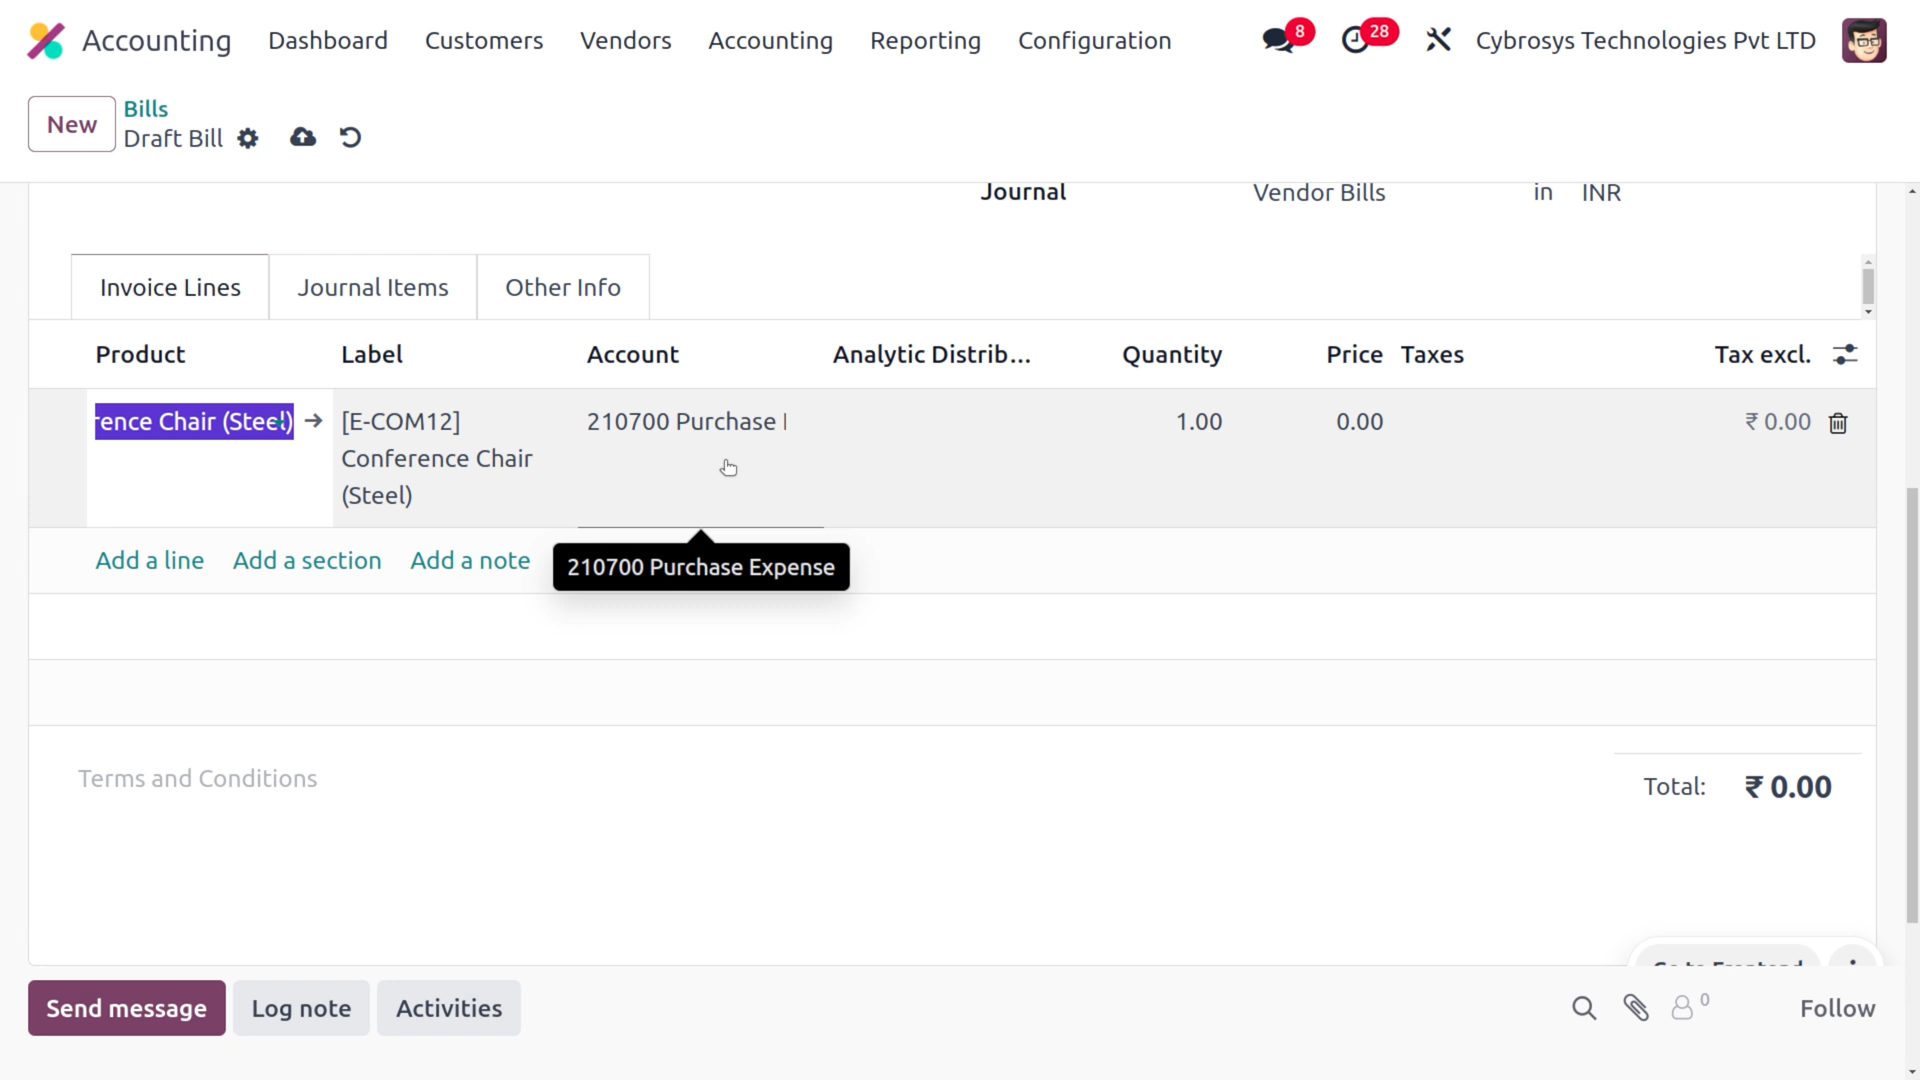 Accounting Dashboard Customers Vendors Accounting Reporting Configuration 8 28 Cybrosys Technologies Pvt LTD
New
Bills
Draft Bill
Journal Vendor Bills in INR
Invoice Lines Journal Items Other Info
Product Label Account Analytic Distrib... Quantity Price Taxes Tax excl.
rence Chair (Steel) [E-COM12] 210700 Purchase 1.00 0.00 ₹ 0.00
Conference Chair
(Steel)
Add a line Add a section Add a note 210700 Purchase Expense
Terms and Conditions
Total: ₹ 0.00
Go to Frontend
Send message Log note Activities 0 Follow